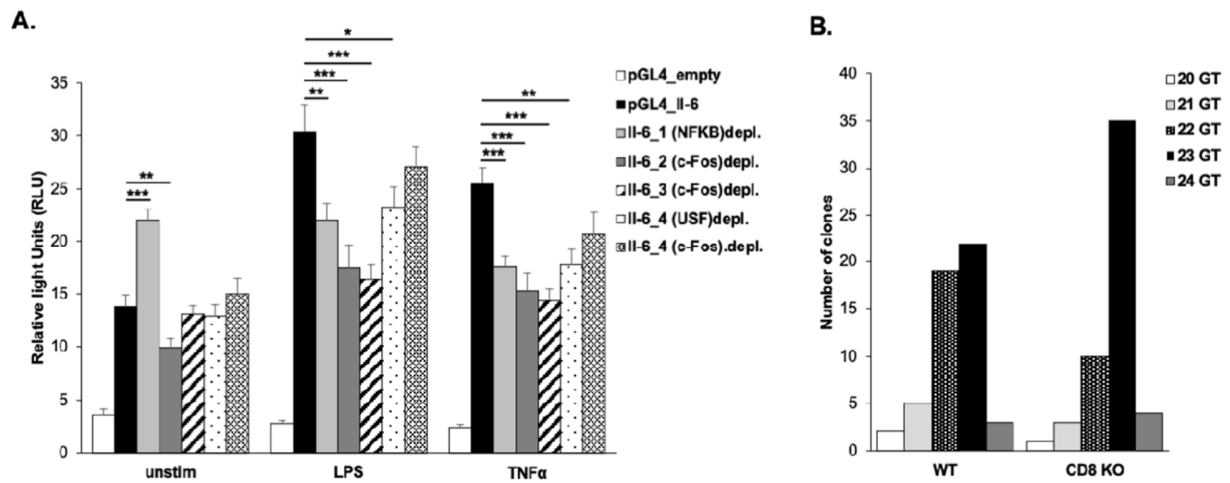 A.
Relative light Units (RLU)
35
30
25
20
15
10
5
0
*** **
** *** *** *
*** *** *** **
unstim LPS TNFα
pGL4_empty
pGL4_Il-6
Il-6_1 (NFKB)depl.
Il-6_2 (c-Fos)depl.
Il-6_3 (c-Fos)depl.
Il-6_4 (USF)depl.
Il-6_4 (c-Fos).depl.
B.
Number of clones
40
35
30
25
20
15
10
5
0
WT CD8 KO
20 GT
21 GT
22 GT
23 GT
24 GT